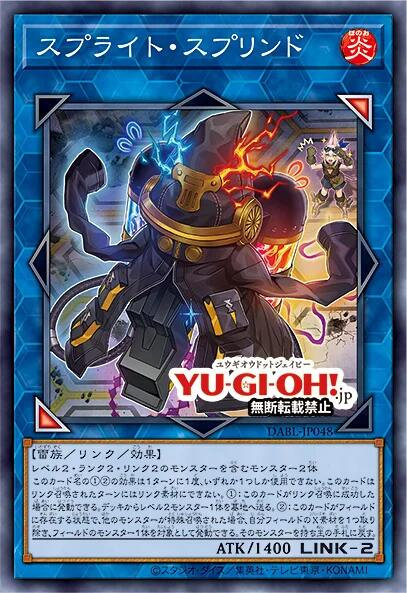 スプライト・スプリンド
ほのお
炎
ユウギオウドットジェイピー
YU-GI-OH!.jp
無断転載禁止
DABL-JP048
【雷族／リンク／効果】
レベル２・ランク２・リンク２のモンスターを含むモンスター２体
このカード名の①②の効果は１ターンに１度、いずれか１つしか使用できない。このカード
はリンク召喚されたターンにはリンク素材にできない。①：このカードがリンク召喚に成功した
場合に発動できる。デッキからレベル２モンスター１体を墓地へ送る。②：このカードがフィールド
に存在する状態で、他のモンスターが特殊召喚された場合、自分フィールドのＸ素材を１つ取り
除き、フィールドのモンスター１体を対象として発動できる。そのモンスターを持ち主の手札に戻す。
ATK/1400 LINK-2
©スタジオ・ダイス／集英社・テレビ東京・KONAMI